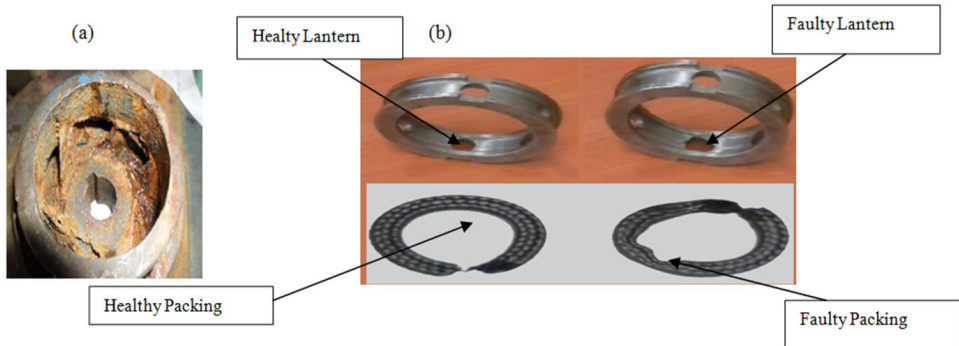 (a)
Healty Lantern
(b)
Faulty Lantern
Healthy Packing
Faulty Packing